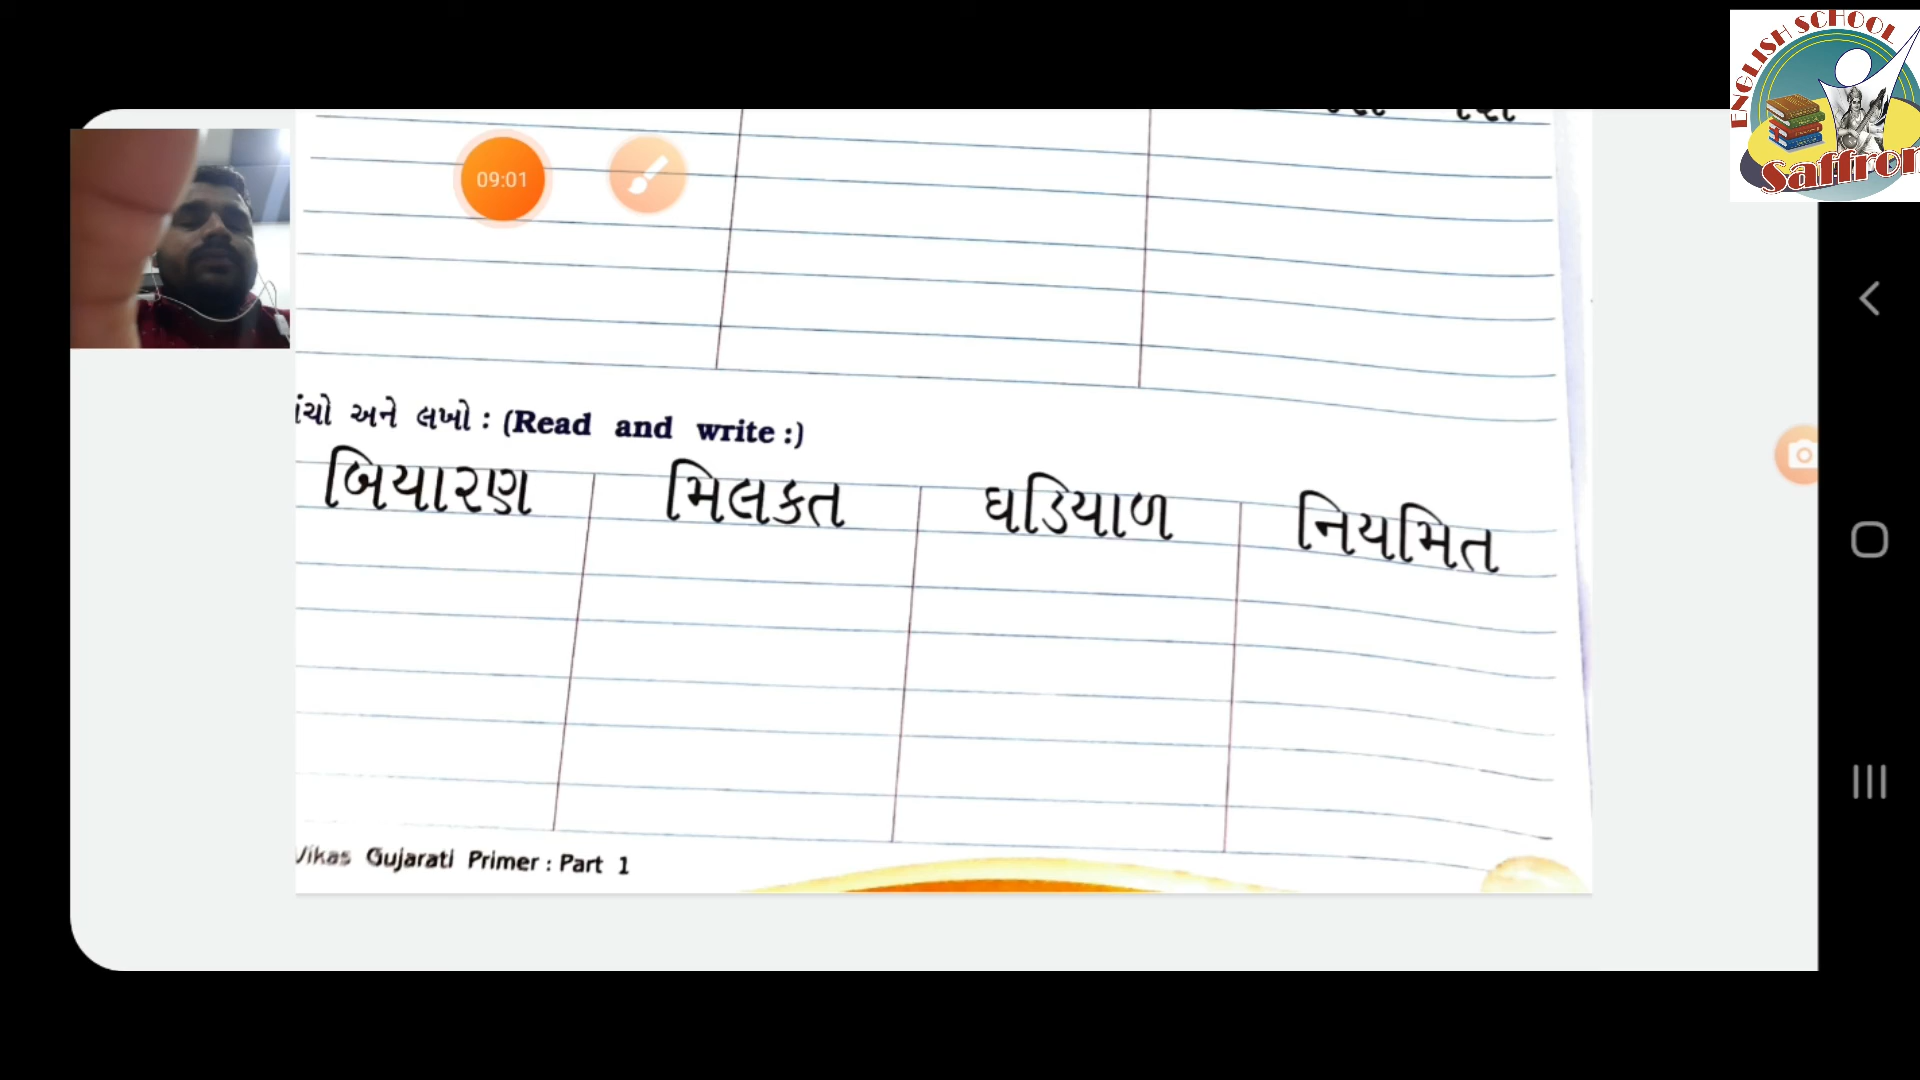 ENGLISH SCHOOL
Saffron
09:01
અને લખો : (Read and write :)
બિયારણ મિલકત ઘડિયાળ નિયમિત
Vikas Gujarati Primer : Part 1